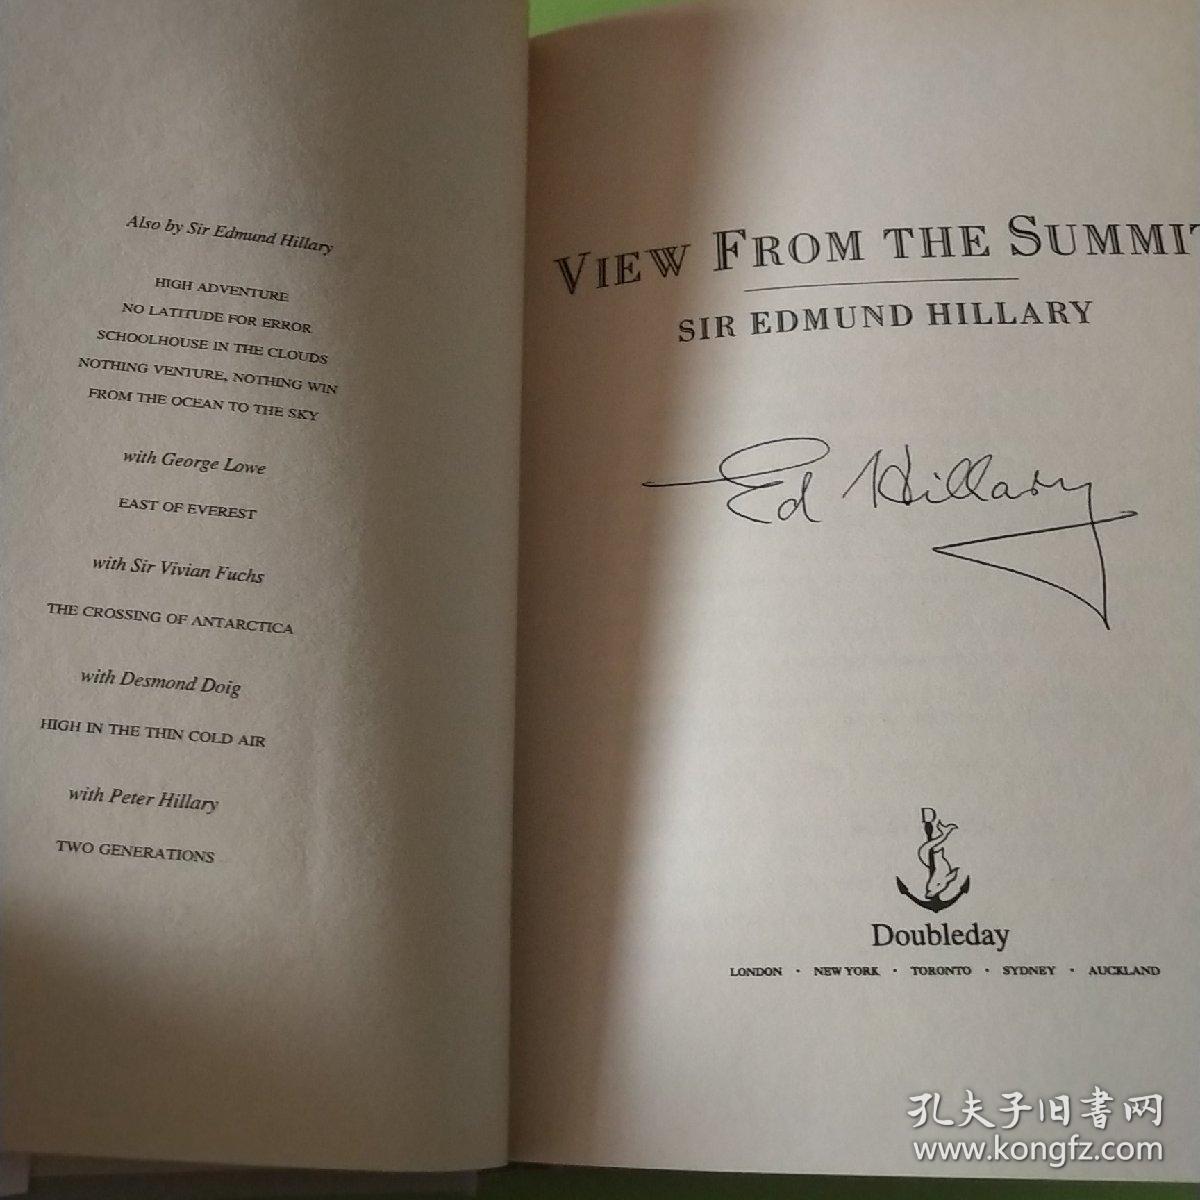 Also by Sir Edmund Hillary
HIGH ADVENTURE
NO LATITUDE FOR ERROR
SCHOOLHOUSE IN THE CLOUDS
NOTHING VENTURE, NOTHING WIN
FROM THE OCEAN TO THE SKY
with George Lowe
EAST OF EVEREST
with Sir Vivian Fuchs
THE CROSSING OF ANTARCTICA
with Desmond Doig
HIGH IN THE THIN COLD AIR
with Peter Hillary
TWO GENERATIONS
VIEW FROM THE SUMMIT
SIR EDMUND HILLARY
Ed Hillary
D
Doubleday
LONDON · NEW YORK · TORONTO · SYDNEY · AUCKLAND
孔夫子旧书网
www.kongfz.com